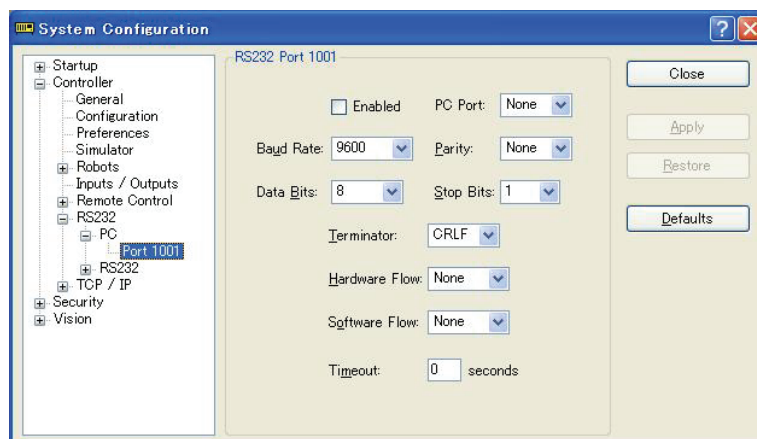 System Configuration
Startup
Controller
General
Configuration
Preferences
Simulator
Robots
Inputs / Outputs
Remote Control
RS232
PC
Port 1001
RS232
TCP / IP
Security
Vision
RS232 Port 1001
Enabled PC Port: None
Baud Rate: 9600 Parity: None
Data Bits: 8 Stop Bits: 1
Terminator: CRLF
Hardware Flow: None
Software Flow: None
Timeout: 0 seconds
Close
Apply
Restore
Defaults